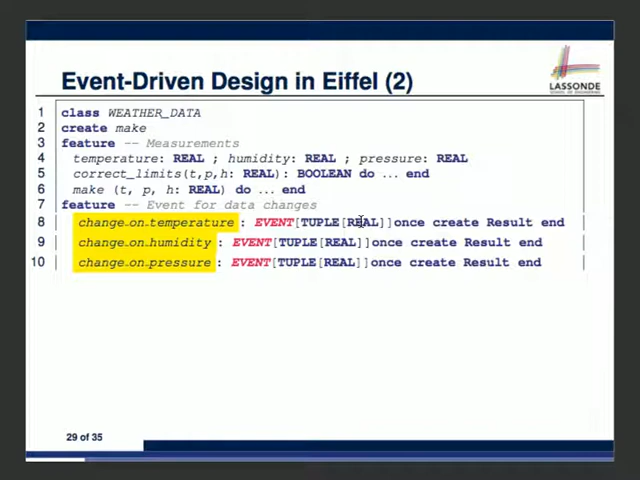 Event-Driven Design in Eiffel (2)
LASSONDE
SCHOOL OF ENGINEERING
1 class WEATHER_DATA
2 create make
3 feature -- Measurements
4 temperature: REAL ; humidity: REAL ; pressure: REAL
5 correct_limits(t,p,h: REAL): BOOLEAN do ... end
6 make (t, p, h: REAL) do ... end
7 feature -- Event for data changes
8 change_on_temperature : EVENT[TUPLE[REAL]]once create Result end
9 change_on_humidity : EVENT[TUPLE[REAL]]once create Result end
10 change_on_pressure : EVENT[TUPLE[REAL]]once create Result end
29 of 35